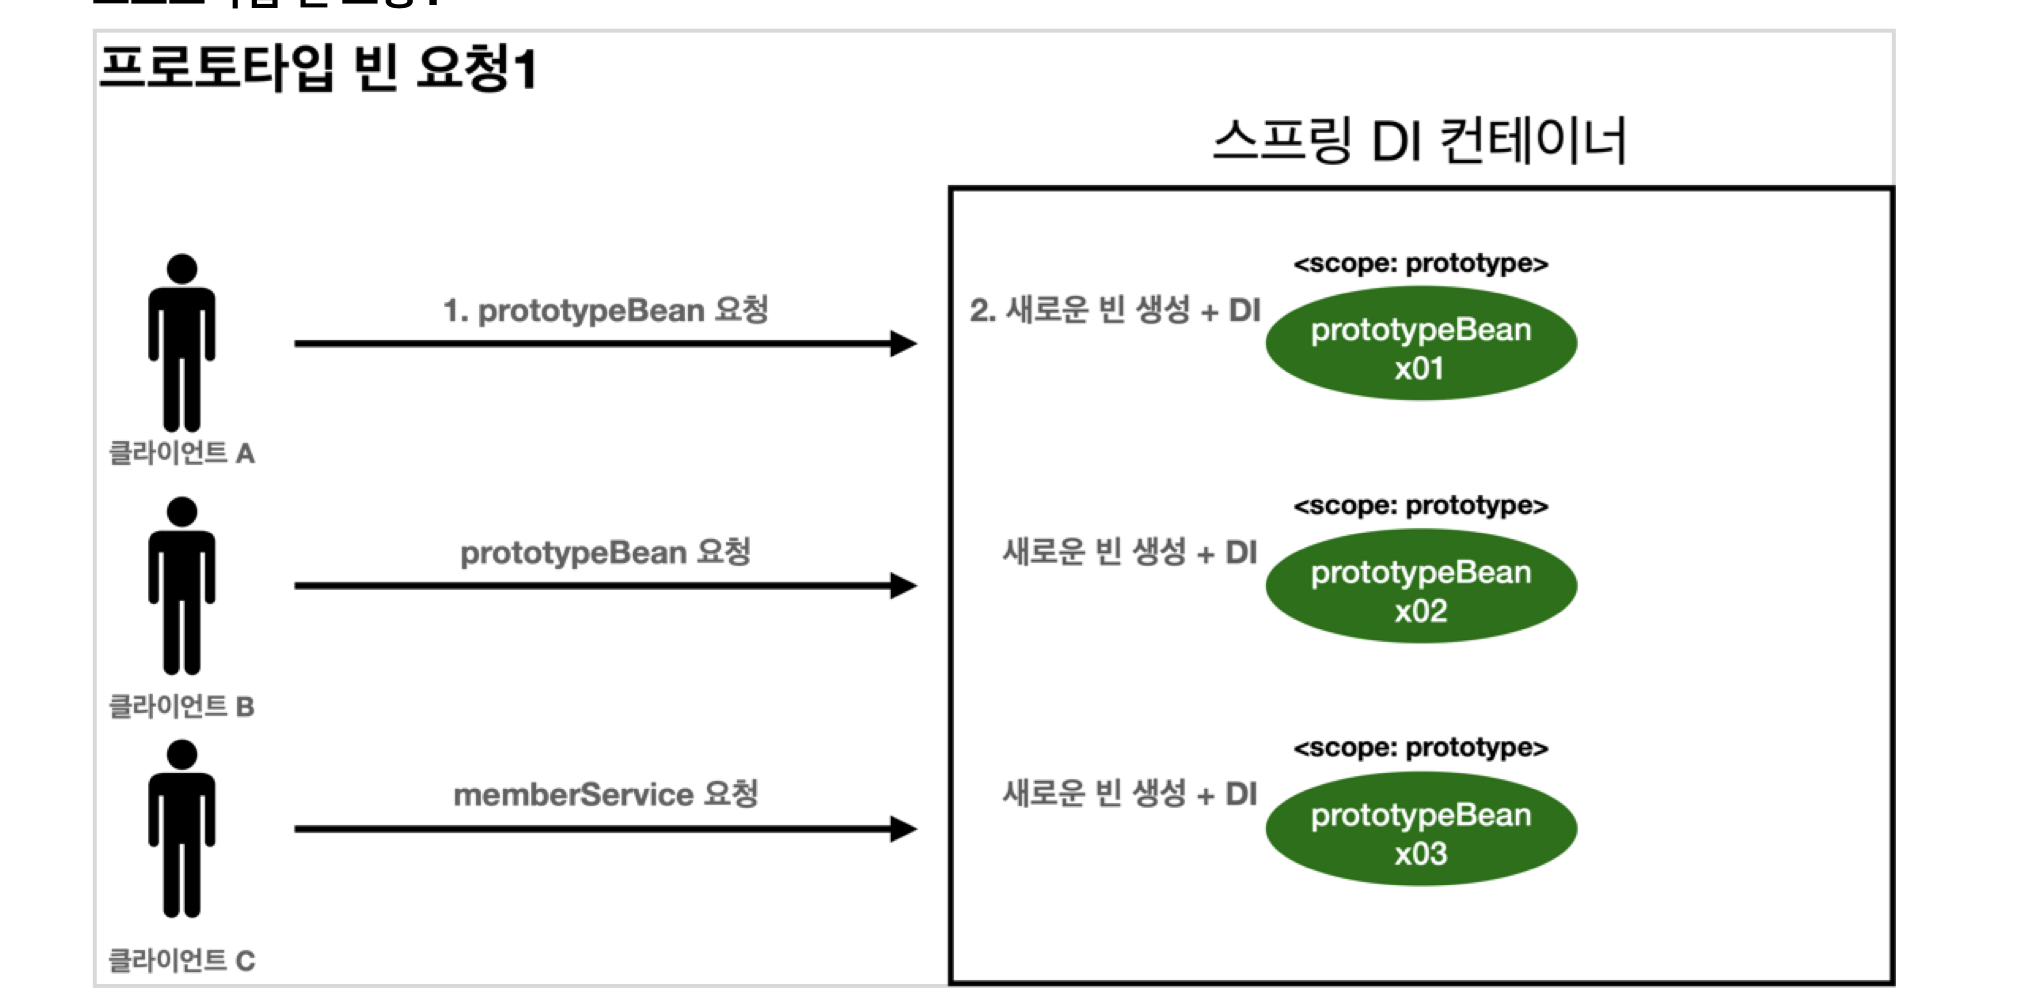 프로토타입 빈 요청1
스프링 DI 컨테이너
<scope: prototype>
1. prototypeBean 요청
2. 새로운 빈 생성 + DI
prototypeBean
x01
클라이언트 A
<scope: prototype>
prototypeBean 요청
새로운 빈 생성 + DI
prototypeBean
x02
클라이언트 B
<scope: prototype>
memberService 요청
새로운 빈 생성 + DI
prototypeBean
x03
클라이언트 C